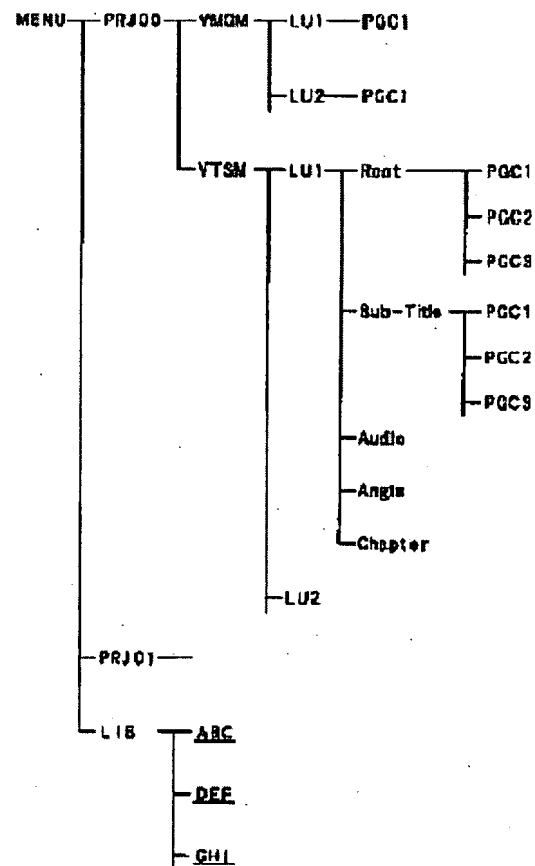 MENU PRJ00 VMGM LU1 PGC1
LU2 PGC1
VTSM LU1 Root PGC1
PGC2
PGC3
Sub-Title PGC1
PGC2
PGC3
Audio
Angle
Chapter
LU2
PRJ01
LIB ABC
DEF
GHI